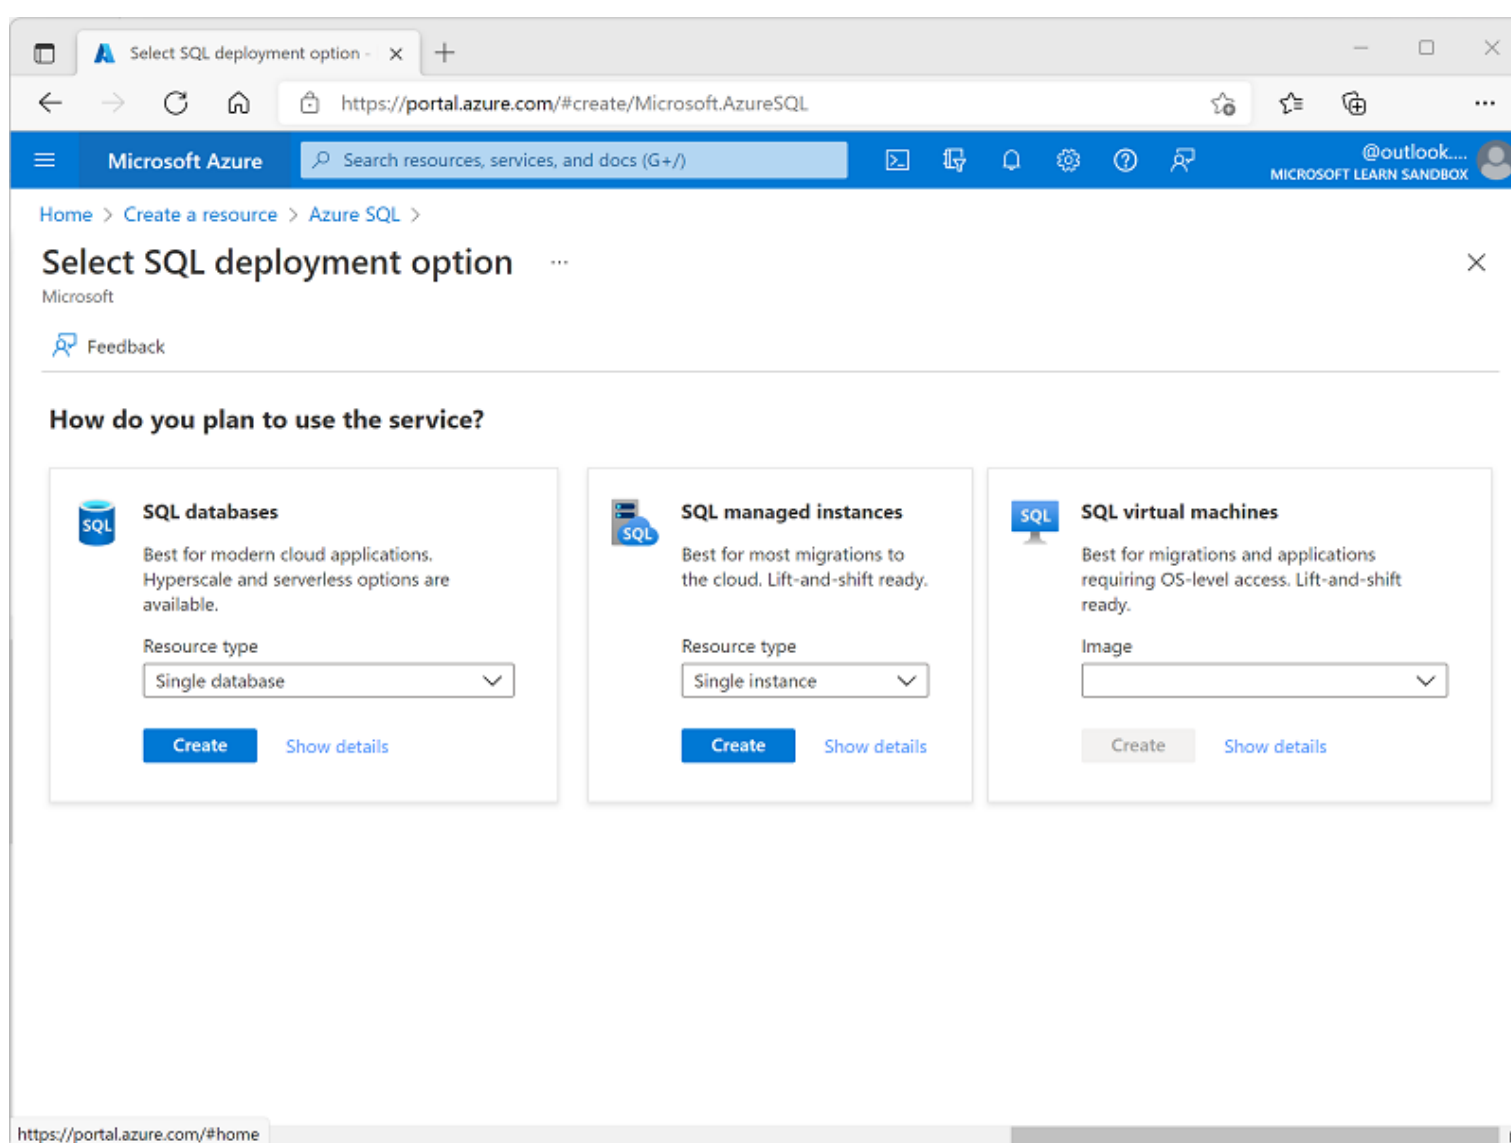 Select SQL deployment option -
https://portal.azure.com/#create/Microsoft.AzureSQL
Microsoft Azure
Search resources, services, and docs (G+/)
@outlook....
MICROSOFT LEARN SANDBOX
Home > Create a resource > Azure SQL >
Select SQL deployment option ...
Microsoft
Feedback
How do you plan to use the service?
SQL
SQL databases
Best for modern cloud applications.
Hyperscale and serverless options are
available.
Resource type
Single database
Create Show details
SQL
SQL managed instances
Best for most migrations to
the cloud. Lift-and-shift ready.
Resource type
Single instance
Create Show details
SQL
SQL virtual machines
Best for migrations and applications
requiring OS-level access. Lift-and-shift
ready.
Image
Create Show details
https://portal.azure.com/#home